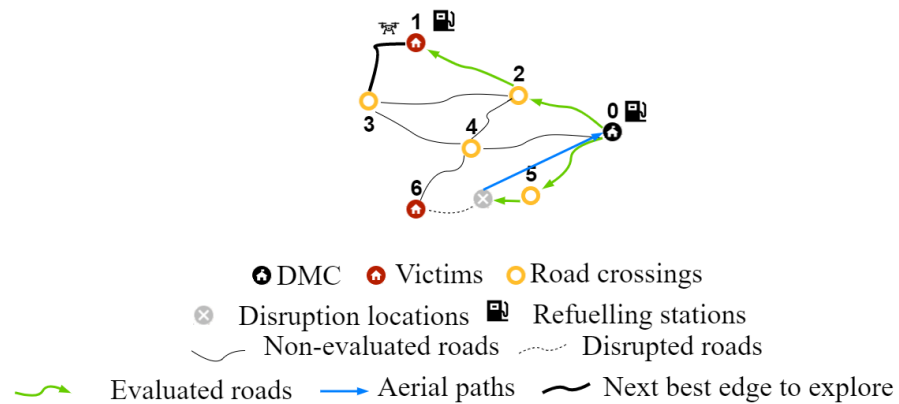 1
2
0
3
4
5
6
DMC Victims Road crossings
Disruption locations Refuelling stations
Non-evaluated roads Disrupted roads
Evaluated roads Aerial paths Next best edge to explore